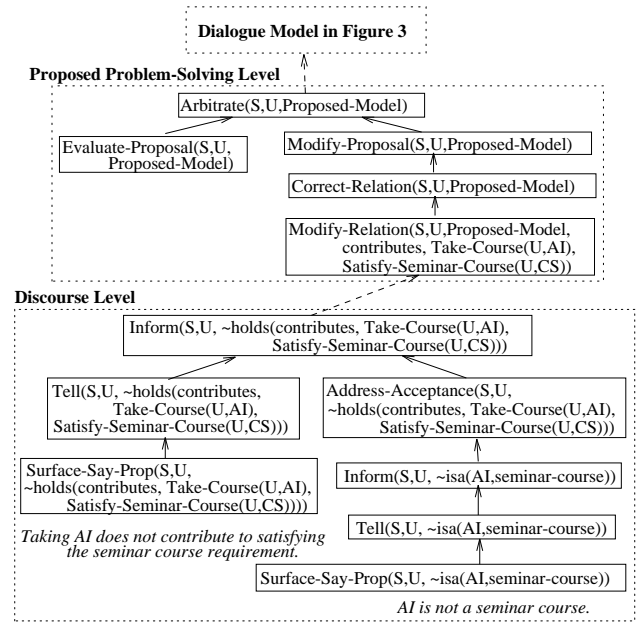 Dialogue Model in Figure 3
Proposed Problem-Solving Level
Arbitrate(S,U,Proposed-Model)
Evaluate-Proposal(S,U,
Proposed-Model)
Modify-Proposal(S,U,Proposed-Model)
Correct-Relation(S,U,Proposed-Model)
Modify-Relation(S,U,Proposed-Model,
contributes, Take-Course(U,AI),
Satisfy-Seminar-Course(U,CS))
Discourse Level
Inform(S,U, ~holds(contributes, Take-Course(U,AI),
Satisfy-Seminar-Course(U,CS)))
Tell(S,U, ~holds(contributes,
Take-Course(U,AI),
Satisfy-Seminar-Course(U,CS)))
Surface-Say-Prop(S,U,
~holds(contributes, Take-Course(U,AI),
Satisfy-Seminar-Course(U,CS))))
Taking AI does not contribute to satisfying
the seminar course requirement.
Address-Acceptance(S,U,
~holds(contributes, Take-Course(U,AI),
Satisfy-Seminar-Course(U,CS)))
Inform(S,U, ~isa(AI,seminar-course))
Tell(S,U, ~isa(AI,seminar-course))
Surface-Say-Prop(S,U, ~isa(AI,seminar-course))
AI is not a seminar course.